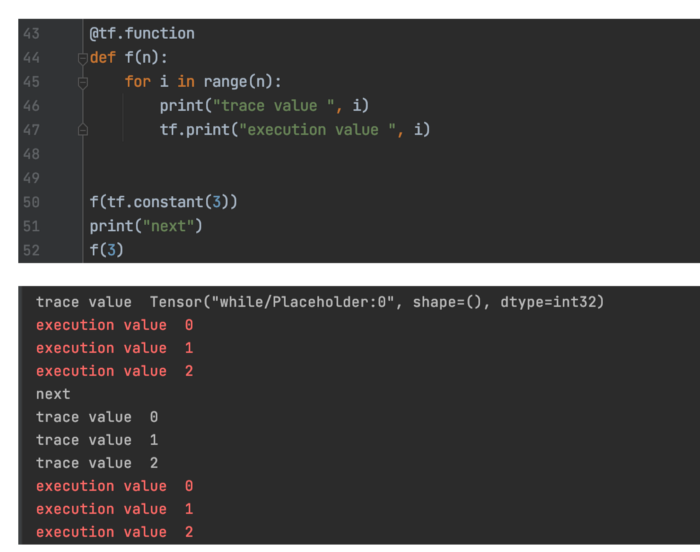 43 @tf.function
44 def f(n):
45 for i in range(n):
46 print("trace value ", i)
47 tf.print("execution value ", i)
48
49
50 f(tf.constant(3))
51 print("next")
52 f(3)
trace value  Tensor("while/Placeholder:0", shape=(), dtype=int32)
execution value  0
execution value  1
execution value  2
next
trace value  0
trace value  1
trace value  2
execution value  0
execution value  1
execution value  2